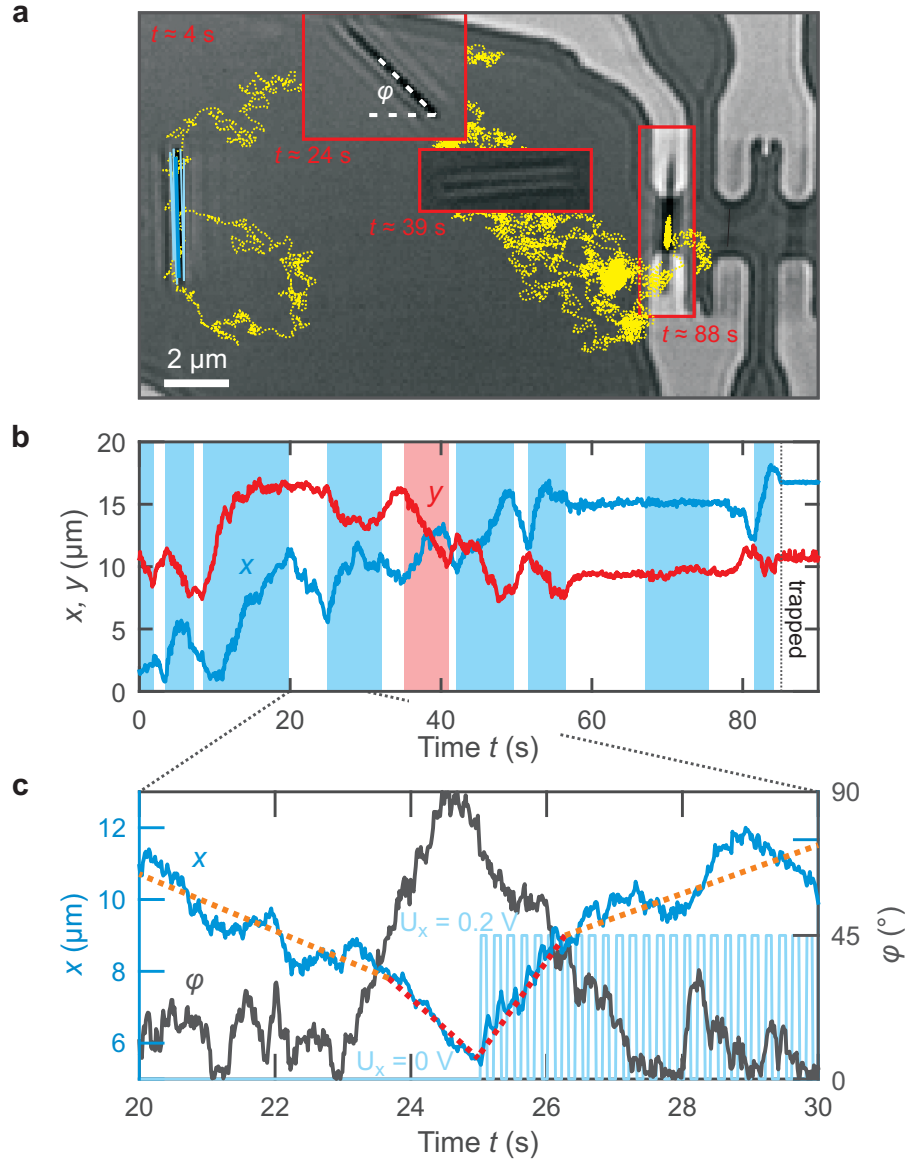 a
t ≈ 4 s
φ
t ≈ 24 s
t ≈ 39 s
t ≈ 88 s
2 µm
b
20
15
10
5
0
x, y (µm)
x
y
trapped
0 20 40 60 80
Time t (s)
c
12
10
8
6
x (µm)
x
φ
U_x = 0.2 V
U_x = 0 V
90
45
0
φ (°)
20 22 24 26 28 30
Time t (s)